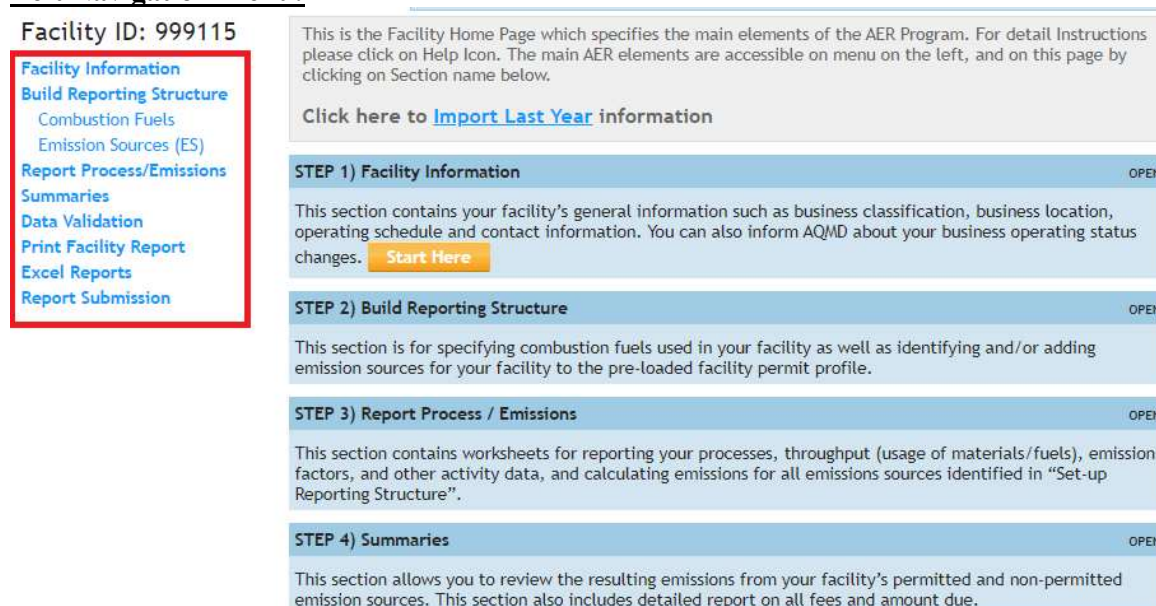 Facility ID: 999115
Facility Information
Build Reporting Structure
Combustion Fuels
Emission Sources (ES)
Report Process/Emissions
Summaries
Data Validation
Print Facility Report
Excel Reports
Report Submission
This is the Facility Home Page which specifies the main elements of the AER Program. For detail Instructions
please click on Help Icon. The main AER elements are accessible on menu on the left, and on this page by
clicking on Section name below.
Click here to Import Last Year information
STEP 1) Facility Information OPEN
This section contains your facility's general information such as business classification, business location,
operating schedule and contact information. You can also inform AQMD about your business operating status
changes. Start Here
STEP 2) Build Reporting Structure OPEN
This section is for specifying combustion fuels used in your facility as well as identifying and/or adding
emission sources for your facility to the pre-loaded facility permit profile.
STEP 3) Report Process / Emissions OPEN
This section contains worksheets for reporting your processes, throughput (usage of materials/fuels), emission
factors, and other activity data, and calculating emissions for all emissions sources identified in “Set-up
Reporting Structure”.
STEP 4) Summaries OPEN
This section allows you to review the resulting emissions from your facility's permitted and non-permitted
emission sources. This section also includes detailed report on all fees and amount due.